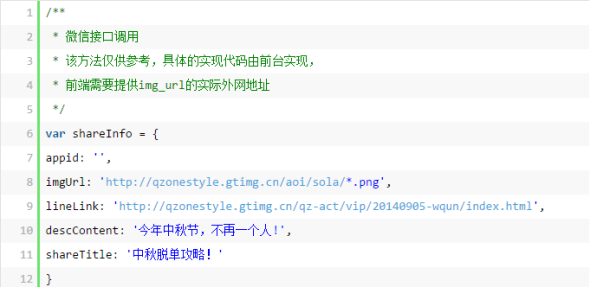 1 /**
2 * 微信接口调用
3 * 该方法仅供参考，具体的实现代码由前台实现，
4 * 前端需要提供img_url的实际外网地址
5 */
6 var shareInfo = {
7 appid: '',
8 imgUrl: 'http://qzonestyle.gtimg.cn/aoi/sola/*.png',
9 lineLink: 'http://qzonestyle.gtimg.cn/qz-act/vip/20140905-wqun/index.html',
10 descContent: '今年中秋节，不再一个人!',
11 shareTitle: '中秋脱单攻略！'
12 }